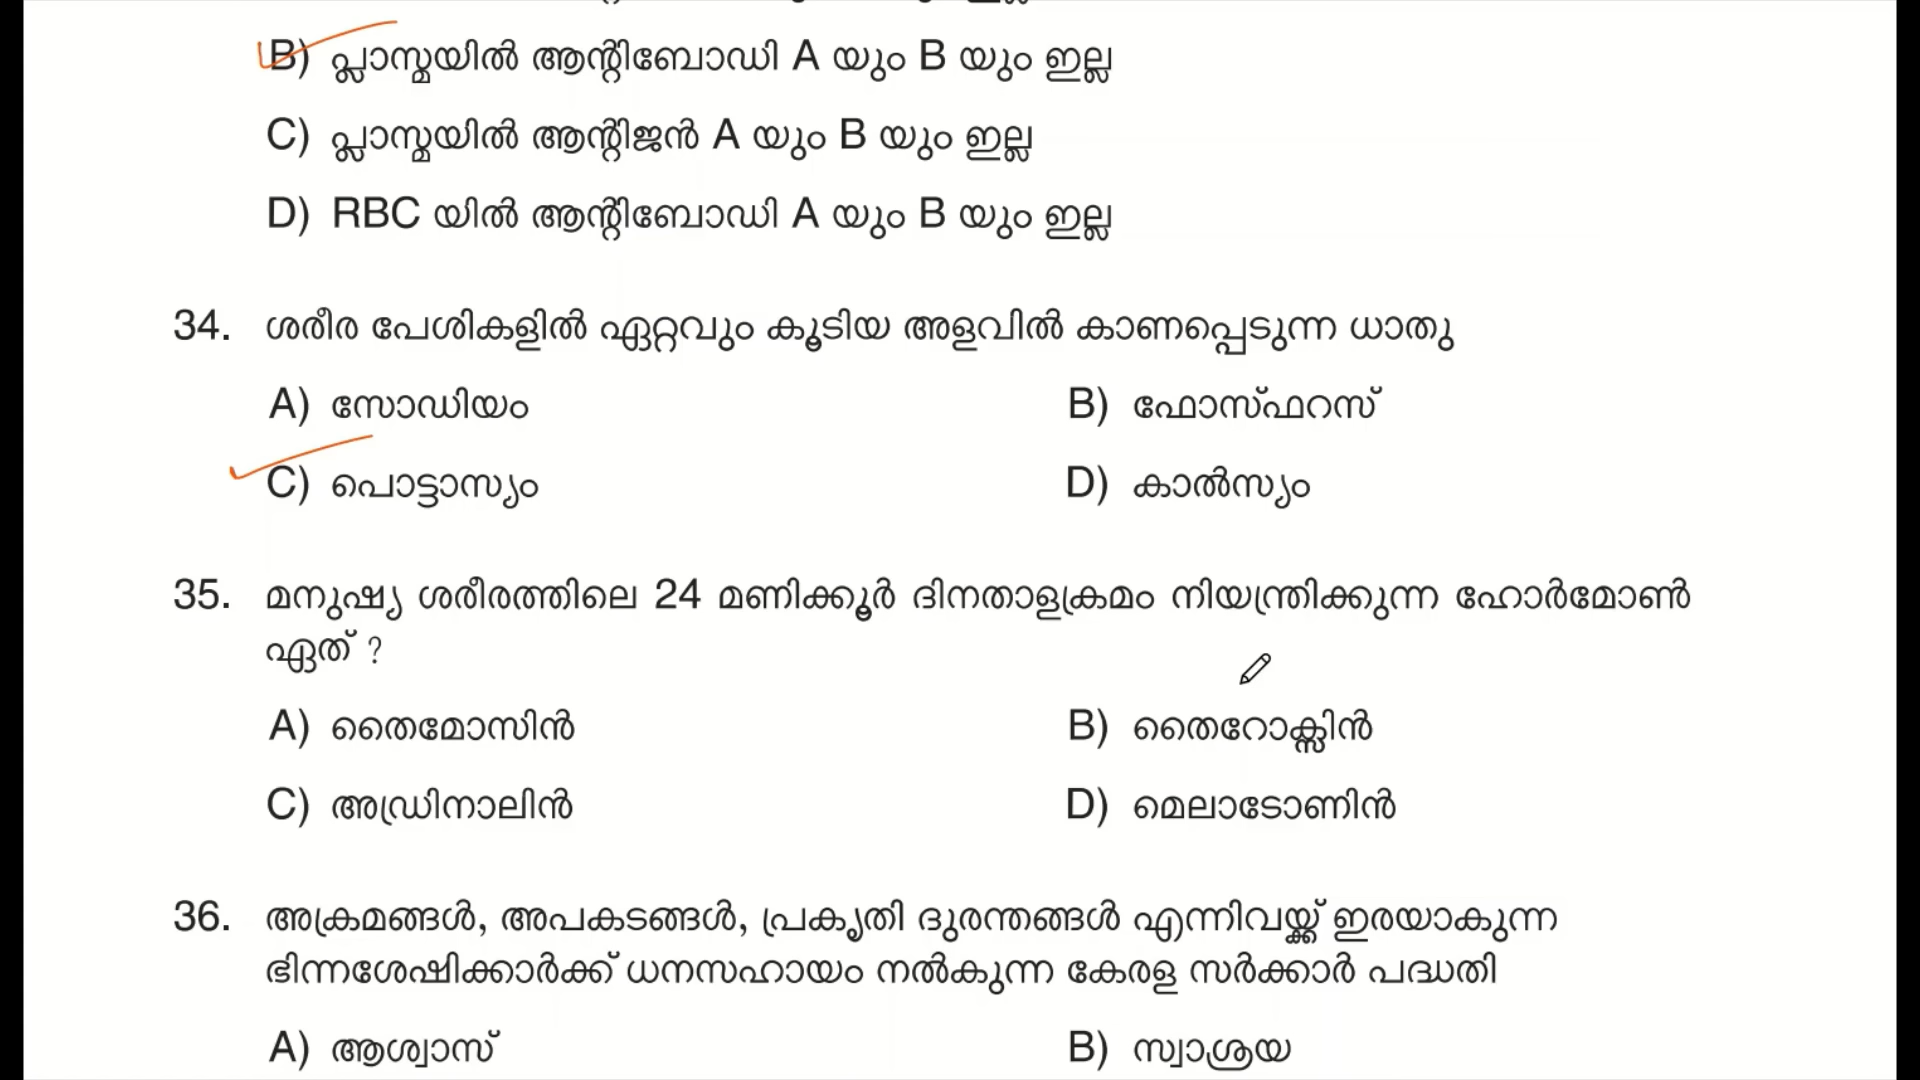 B) പ്ലാസ്മയിൽ ആന്റിബോഡി A യും B യും ഇല്ല
C) പ്ലാസ്മയിൽ ആന്റിജൻ A യും B യും ഇല്ല
D) RBC യിൽ ആന്റിബോഡി A യും B യും ഇല്ല
34. ശരീര പേശികളിൽ ഏറ്റവും കൂടിയ അളവിൽ കാണപ്പെടുന്ന ധാതു
A) സോഡിയം B) ഫോസ്ഫറസ്
C) പൊട്ടാസ്യം D) കാൽസ്യം
35. മനുഷ്യ ശരീരത്തിലെ 24 മണിക്കൂർ ദിനതാളക്രമം നിയന്ത്രിക്കുന്ന ഹോർമോൺ
ഏത് ?
A) തൈമോസിൻ B) തൈറോക്സിൻ
C) അഡ്രിനാലിൻ D) മെലാടോണിൻ
36. അക്രമങ്ങൾ, അപകടങ്ങൾ, പ്രകൃതി ദുരന്തങ്ങൾ എന്നിവയ്ക്ക് ഇരയാകുന്ന
ഭിന്നശേഷിക്കാർക്ക് ധനസഹായം നൽകുന്ന കേരള സർക്കാർ പദ്ധതി
A) ആശ്വാസ് B) സ്വാശ്രയ